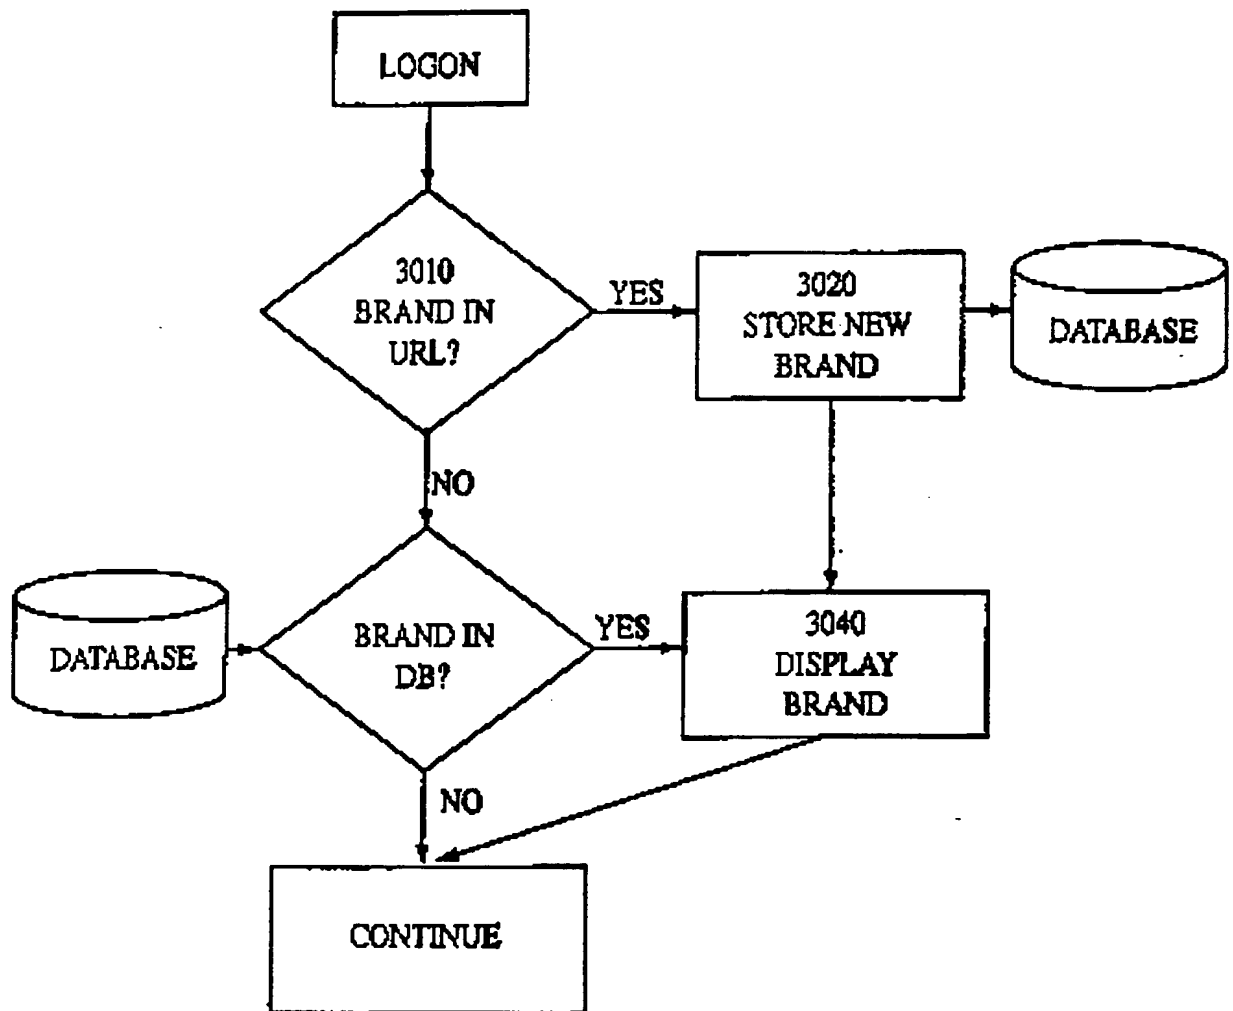 LOGON
3010
BRAND IN
URL?
YES
3020
STORE NEW
BRAND
DATABASE
NO
DATABASE
BRAND IN
DB?
YES
3040
DISPLAY
BRAND
NO
CONTINUE